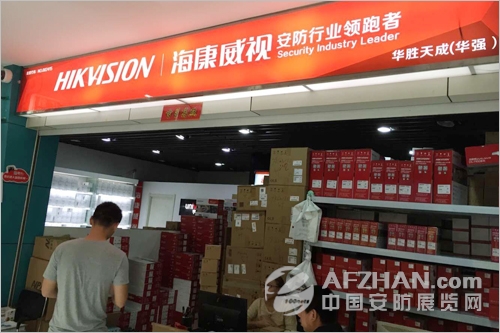 HIKVISION 海康威视 安防行业领跑者
Security Industry Leader
华胜天成(华强)
AFZHAN.COM
中国安防展览网